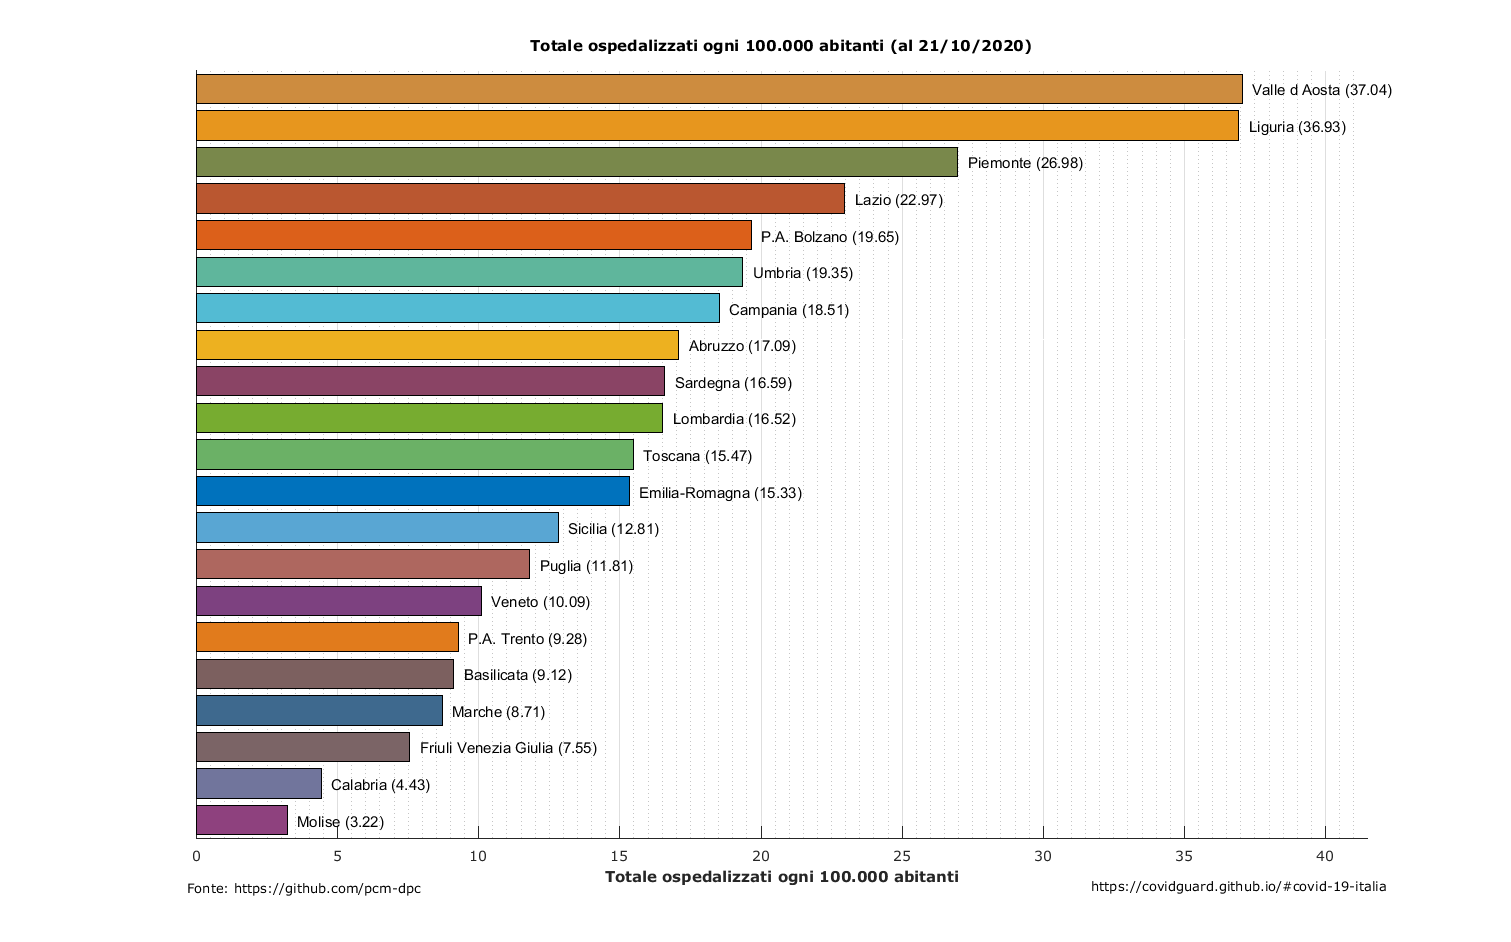 Totale ospedalizzati ogni 100.000 abitanti (al 21/10/2020)
Valle d Aosta (37.04)
Liguria (36.93)
Piemonte (26.98)
Lazio (22.97)
P.A. Bolzano (19.65)
Umbria (19.35)
Campania (18.51)
Abruzzo (17.09)
Sardegna (16.59)
Lombardia (16.52)
Toscana (15.47)
Emilia-Romagna (15.33)
Sicilia (12.81)
Puglia (11.81)
Veneto (10.09)
P.A. Trento (9.28)
Basilicata (9.12)
Marche (8.71)
Friuli Venezia Giulia (7.55)
Calabria (4.43)
Molise (3.22)
0 5 10 15 20 25 30 35 40
Totale ospedalizzati ogni 100.000 abitanti
Fonte: https://github.com/pcm-dpc
https://covidguard.github.io/#covid-19-italia